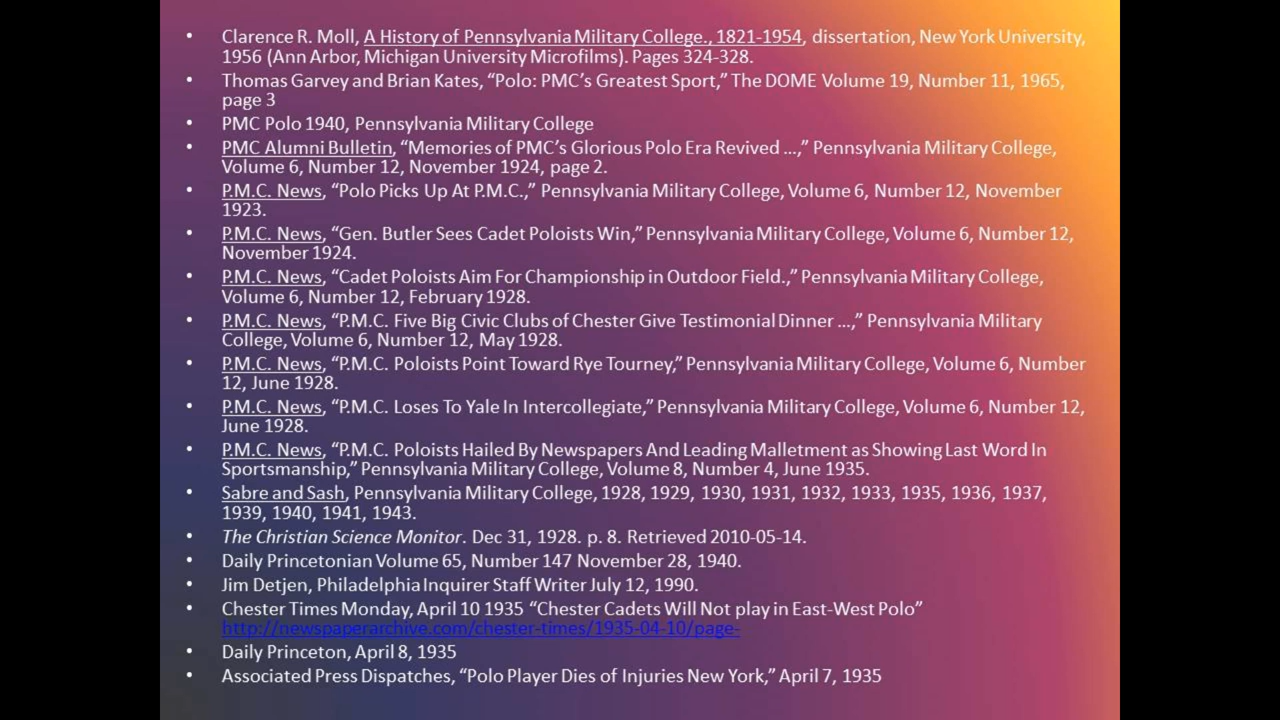 • Clarence R. Moll, A History of Pennsylvania Military College., 1821-1954, dissertation, New York University,
1956 (Ann Arbor, Michigan University Microfilms). Pages 324-328.
• Thomas Garvey and Brian Kates, “Polo: PMC’s Greatest Sport,” The DOME Volume 19, Number 11, 1965,
page 3
• PMC Polo 1940, Pennsylvania Military College
• PMC Alumni Bulletin, “Memories of PMC’s Glorious Polo Era Revived …,” Pennsylvania Military College,
Volume 6, Number 12, November 1924, page 2.
• P.M.C. News, “Polo Picks Up At P.M.C.,” Pennsylvania Military College, Volume 6, Number 12, November
1923.
• P.M.C. News, “Gen. Butler Sees Cadet Poloists Win,” Pennsylvania Military College, Volume 6, Number 12,
November 1924.
• P.M.C. News, “Cadet Poloists Aim For Championship in Outdoor Field.,” Pennsylvania Military College,
Volume 6, Number 12, February 1928.
• P.M.C. News, “P.M.C. Five Big Civic Clubs of Chester Give Testimonial Dinner …,” Pennsylvania Military
College, Volume 6, Number 12, May 1928.
• P.M.C. News, “P.M.C. Poloists Point Toward Rye Tourney,” Pennsylvania Military College, Volume 6, Number
12, June 1928.
• P.M.C. News, “P.M.C. Loses To Yale In Intercollegiate,” Pennsylvania Military College, Volume 6, Number 12,
June 1928.
• P.M.C. News, “P.M.C. Poloists Hailed By Newspapers And Leading Malletment as Showing Last Word In
Sportsmanship,” Pennsylvania Military College, Volume 8, Number 4, June 1935.
• Sabre and Sash, Pennsylvania Military College, 1928, 1929, 1930, 1931, 1932, 1933, 1935, 1936, 1937,
1939, 1940, 1941, 1943.
• The Christian Science Monitor. Dec 31, 1928. p. 8. Retrieved 2010-05-14.
• Daily Princetonian Volume 65, Number 147 November 28, 1940.
• Jim Detjen, Philadelphia Inquirer Staff Writer July 12, 1990.
• Chester Times Monday, April 10 1935 “Chester Cadets Will Not play in East-West Polo”
http://newspaperarchive.com/chester-times/1935-04-10/page-
• Daily Princeton, April 8, 1935
• Associated Press Dispatches, “Polo Player Dies of Injuries New York,” April 7, 1935